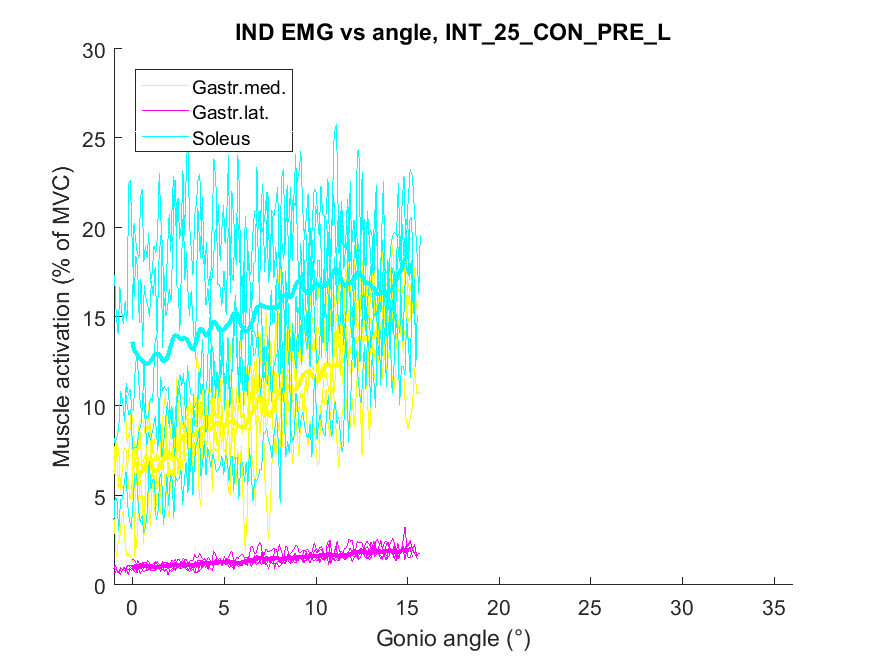 IND EMG vs angle, INT_25_CON_PRE_L
Muscle activation (% of MVC)
30
25
20
15
10
5
0
Gastr.med.
Gastr.lat.
Soleus
0 5 10 15 20 25 30 35
Gonio angle (°)